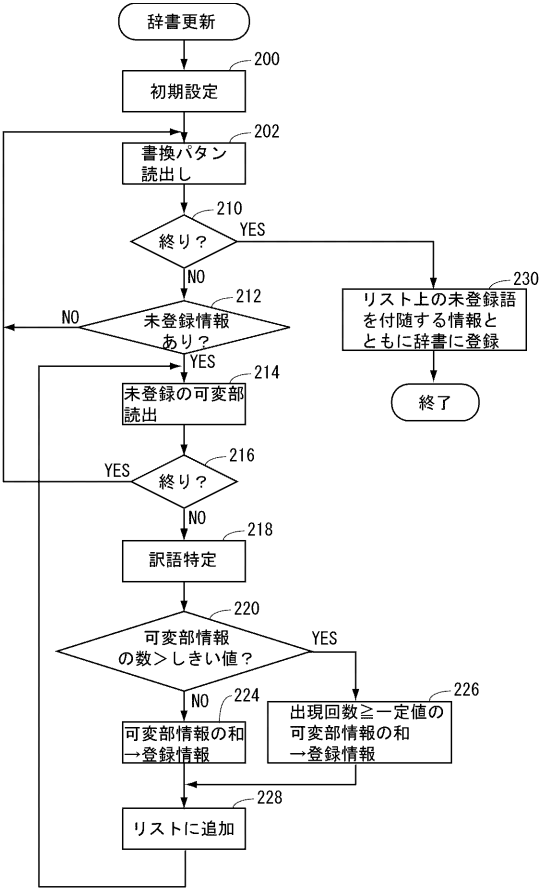 辞書更新
200
初期設定
202
書換パタン
読出し
210
終り?
YES
NO
230
リスト上の未登録語
を付随する情報と
ともに辞書に登録
212
未登録情報
あり?
NO
YES
終了
214
未登録の可変部
読出
216
終り?
YES
NO
218
訳語特定
220
可変部情報
の数>しきい値?
YES
NO
224
可変部情報の和
→登録情報
226
出現回数≧一定値の
可変部情報の和
→登録情報
228
リストに追加